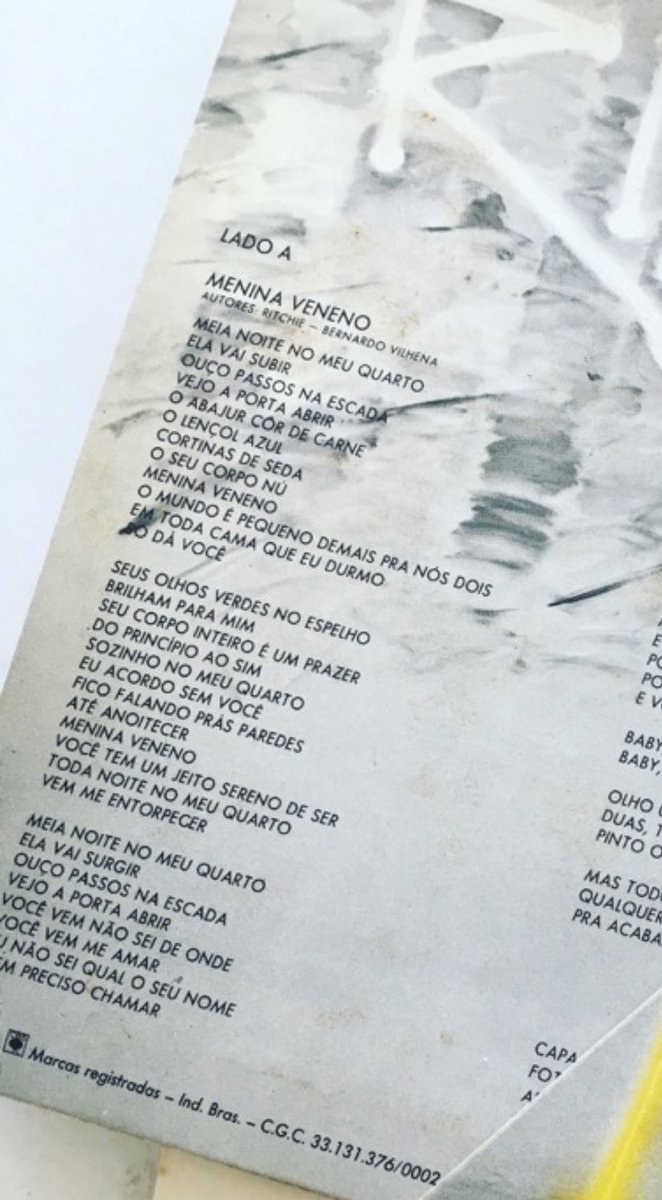 LADO A
MENINA VENENO
AUTORES: RITCHIE – BERNARDO VILHENA
MEIA NOITE NO MEU QUARTO
ELA VAI SUBIR
OUÇO PASSOS NA ESCADA
VEJO A PORTA ABRIR
O ABAJUR CÔR DE CARNE
O LENÇOL AZUL
CORTINAS DE SEDA
O SEU CORPO NÚ
MENINA VENENO
O MUNDO É PEQUENO DEMAIS PRA NÓS DOIS
EM TODA CAMA QUE EU DURMO
SÓ DÁ VOCÊ
SEUS OLHOS VERDES NO ESPELHO
BRILHAM PARA MIM
SEU CORPO INTEIRO É UM PRAZER
DO PRINCÍPIO AO SIM
SOZINHO NO MEU QUARTO
EU ACORDO SEM VOCÊ
FICO FALANDO PRÁS PAREDES
ATÉ ANOITECER
MENINA VENENO
VOCÊ TEM UM JEITO SERENO DE SER
TODA NOITE NO MEU QUARTO
VEM ME ENTORPECER
MEIA NOITE NO MEU QUARTO
ELA VAI SURGIR
OUÇO PASSOS NA ESCADA
VEJO A PORTA ABRIR
VOCÊ VEM NÃO SEI DE ONDE
VOCÊ VEM ME AMAR
U NÃO SEI QUAL O SEU NOME
EM PRECISO CHAMAR
Marcas registradas – Ind. Bras. – C.G.C. 33.131.376/0002
E
PO
PO
E V
BABY
BABY,
OLHO U
DUAS, T
PINTO O
MAS TODO
QUALQUER
PRA ACABA
CAPA
FOT